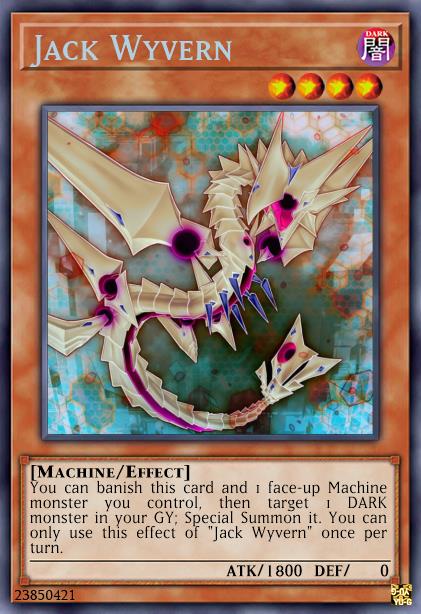 Jack Wyvern
DARK
闇
[Machine/Effect]
You can banish this card and 1 face-up Machine
monster you control, then target 1 DARK
monster in your GY; Special Summon it. You can
only use this effect of "Jack Wyvern" once per
turn.
ATK/1800 DEF/ 0
23850421